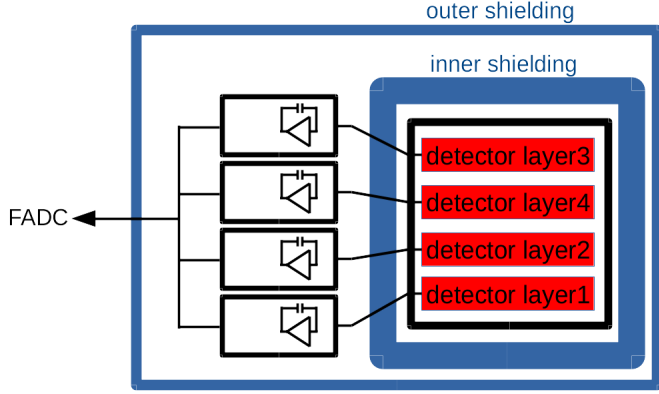 outer shielding
inner shielding
detector layer3
detector layer4
FADC
detector layer2
detector layer1